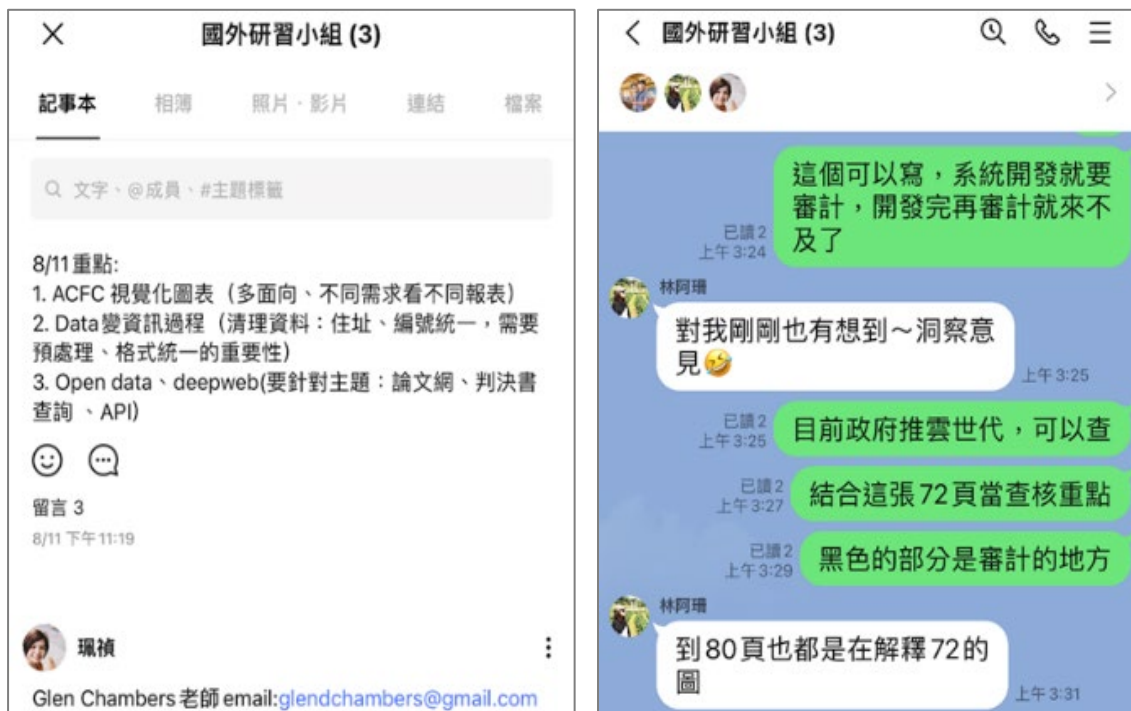 國外研習小組 (3)
記事本
相簿
照片・影片
連結
檔案
文字、@成員、#主題標籤
8/11重點:
1. ACFC 視覺化圖表（多面向、不同需求看不同報表）
2. Data變資訊過程（清理資料：住址、編號統一，需要
預處理、格式統一的重要性)
3. Open data、deepweb(要針對主題：論文網、判決書
查詢 、API)
留言 3
8/11 下午11:19
珮禎
Glen Chambers 老師 email:glendchambers@gmail.com
國外研習小組 (3)
這個可以寫，系統開發就要
審計，開發完再審計就來不
及了
已讀2
上午3:24
林阿珊
對我剛剛也有想到～洞察意
見🤣
上午3:25
已讀2
上午3:25
目前政府推雲世代，可以查
已讀2
上午3:27
結合這張72頁當查核重點
已讀2
上午3:29
黑色的部分是審計的地方
林阿珊
到80頁也都是在解釋72的
圖
上午3:31